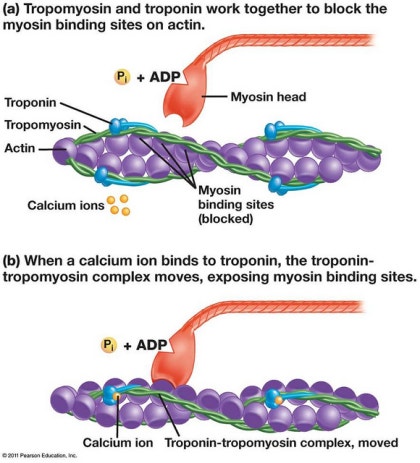 (a) Tropomyosin and troponin work together to block the
myosin binding sites on actin.
Pi + ADP
Troponin
Myosin head
Tropomyosin
Actin
Myosin
binding sites
(blocked)
Calcium ions
(b) When a calcium ion binds to troponin, the troponin-
tropomyosin complex moves, exposing myosin binding sites.
Pi + ADP
Calcium ion
Troponin-tropomyosin complex, moved
© 2011 Pearson Education, Inc.